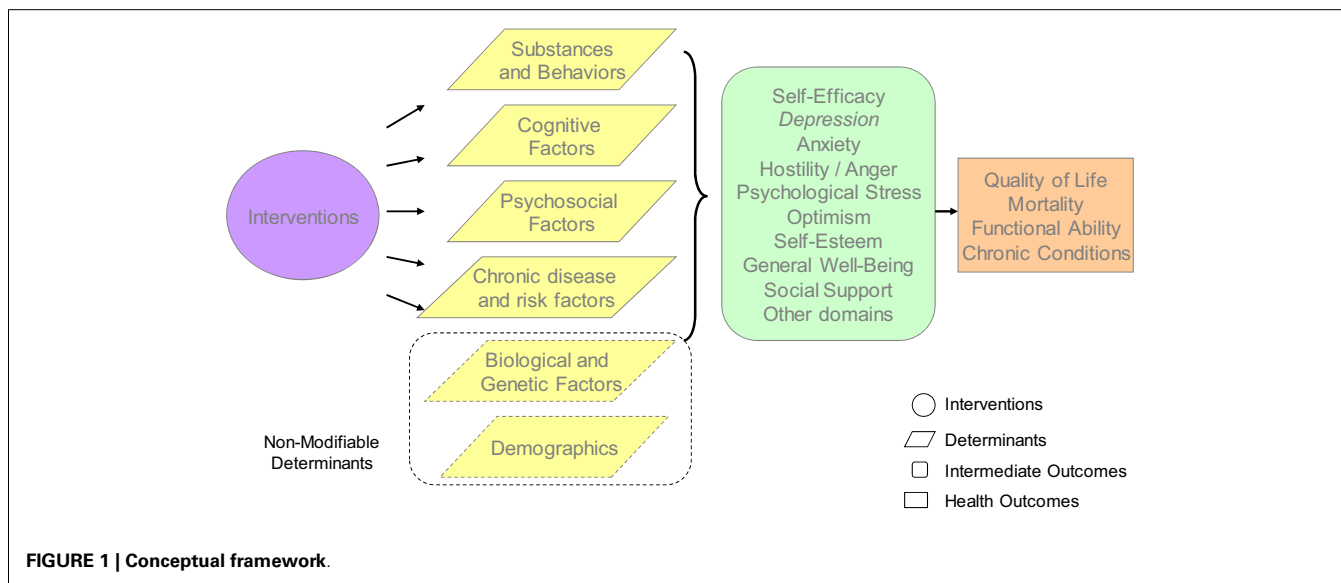 Interventions
Substances
and Behaviors
Cognitive
Factors
Psychosocial
Factors
Chronic disease
and risk factors
Biological and
Genetic Factors
Demographics
Non-Modifiable
Determinants
Self-Efficacy
Depression
Anxiety
Hostility / Anger
Psychological Stress
Optimism
Self-Esteem
General Well-Being
Social Support
Other domains
Quality of Life
Mortality
Functional Ability
Chronic Conditions
Interventions
Determinants
Intermediate Outcomes
Health Outcomes
FIGURE 1 | Conceptual framework.